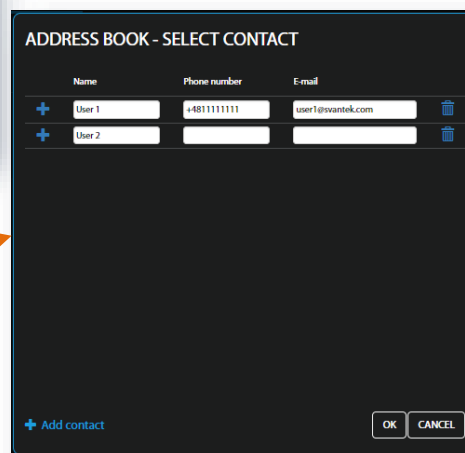 ADDRESS BOOK - SELECT CONTACT
Name Phone number E-mail
User 1 +4811111111 user1@svantek.com
User 2
Add contact OK CANCEL